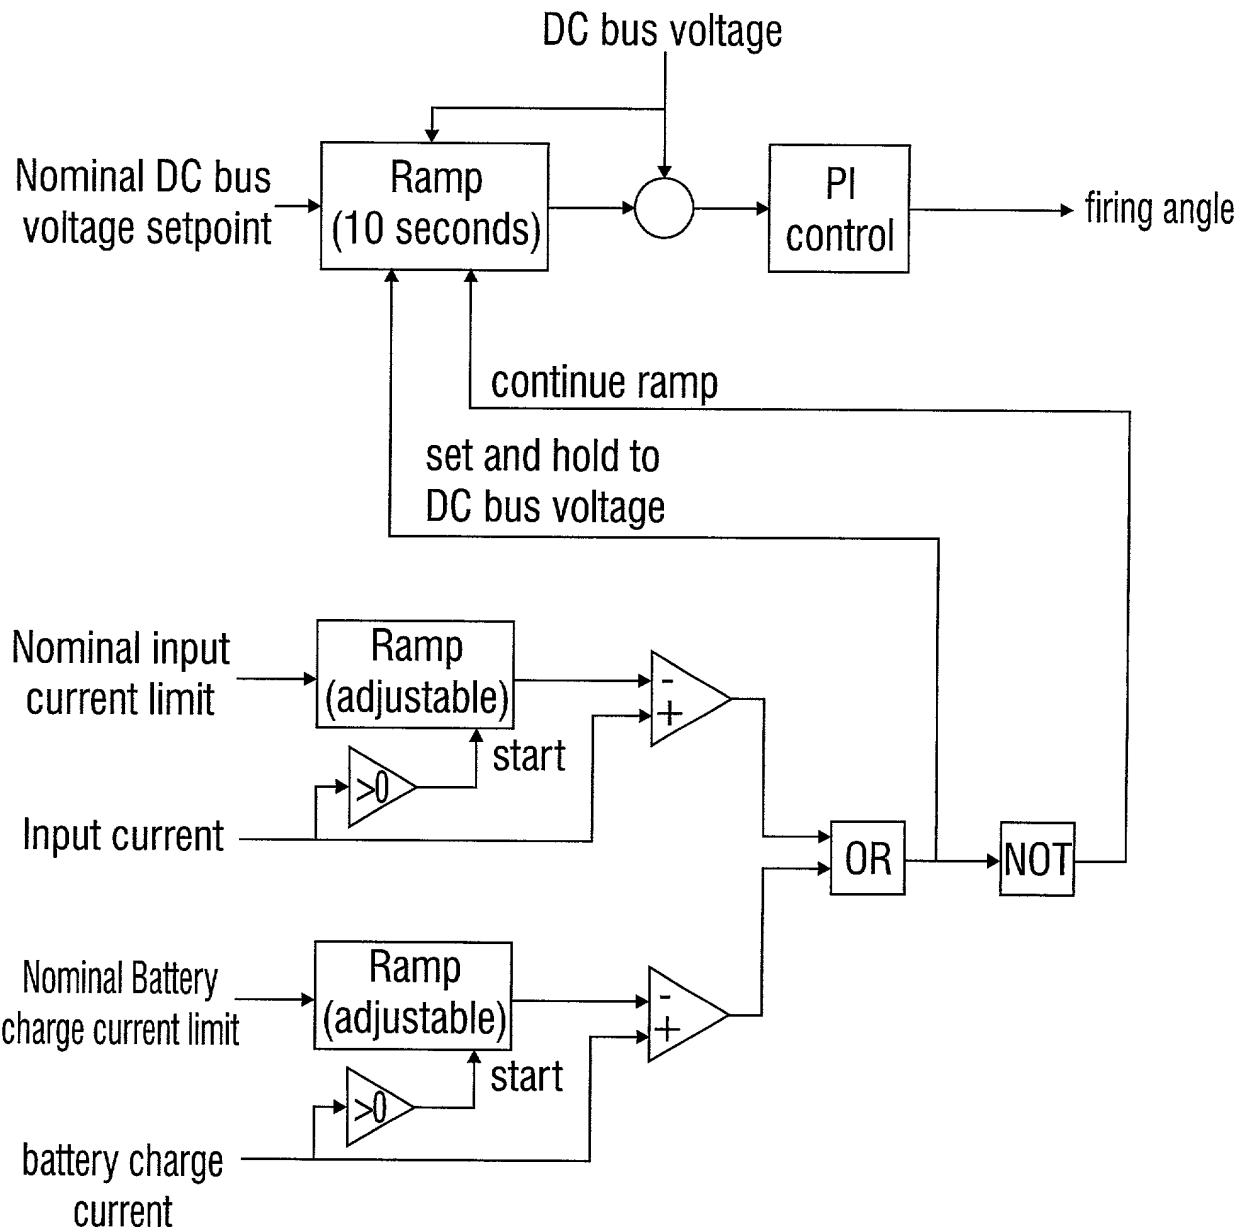 DC bus voltage
Nominal DC bus
voltage setpoint
Ramp
(10 seconds)
PI
control
firing angle
continue ramp
set and hold to
DC bus voltage
Nominal input
current limit
Ramp
(adjustable)
-
+
start
>0
Input current
OR
NOT
Nominal Battery
charge current limit
Ramp
(adjustable)
-
+
start
>0
battery charge
current